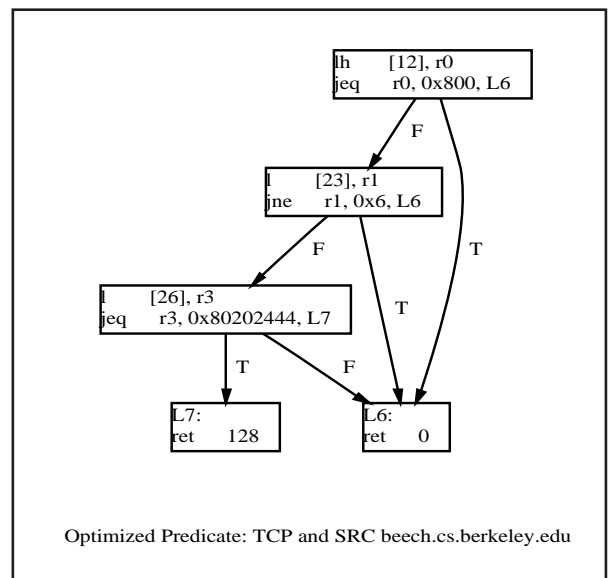 lh [12], r0
jeq r0, 0x800, L6
F
l [23], r1
jne r1, 0x6, L6
F
T
l [26], r3
jeq r3, 0x80202444, L7
T
T
F
L7:
ret 128
L6:
ret 0
Optimized Predicate: TCP and SRC beech.cs.berkeley.edu